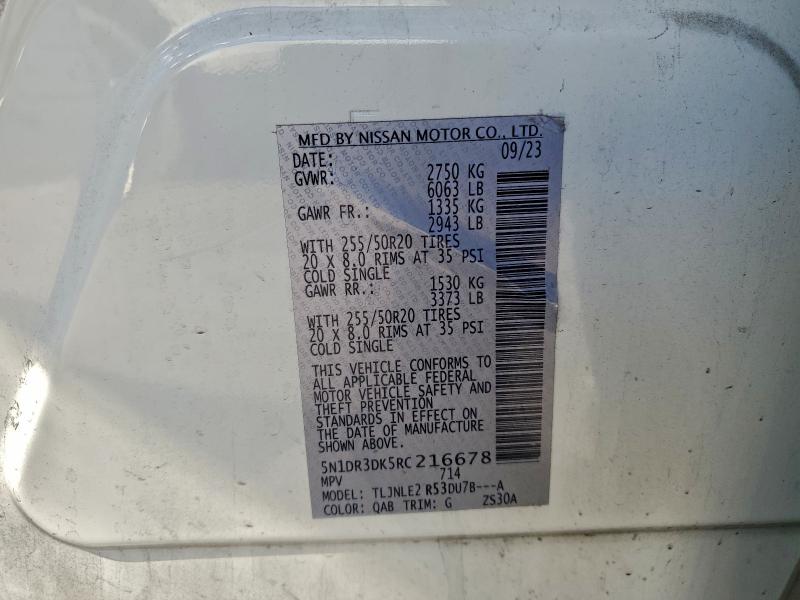 MFD BY NISSAN MOTOR CO., LTD.
DATE: 09/23
GVWR: 2750 KG
6063 LB
GAWR FR.: 1335 KG
2943 LB
WITH 255/50R20 TIRES
20 X 8.0 RIMS AT 35 PSI
COLD SINGLE
GAWR RR.: 1530 KG
3373 LB
WITH 255/50R20 TIRES
20 X 8.0 RIMS AT 35 PSI
COLD SINGLE
THIS VEHICLE CONFORMS TO
ALL APPLICABLE FEDERAL
MOTOR VEHICLE SAFETY AND
THEFT PREVENTION
STANDARDS IN EFFECT ON
THE DATE OF MANUFACTURE
SHOWN ABOVE.
5N1DR3DK5RC216678
MPV 714
MODEL: TLJNLE2 R53DU7B---A
COLOR: QAB TRIM: G ZS30A